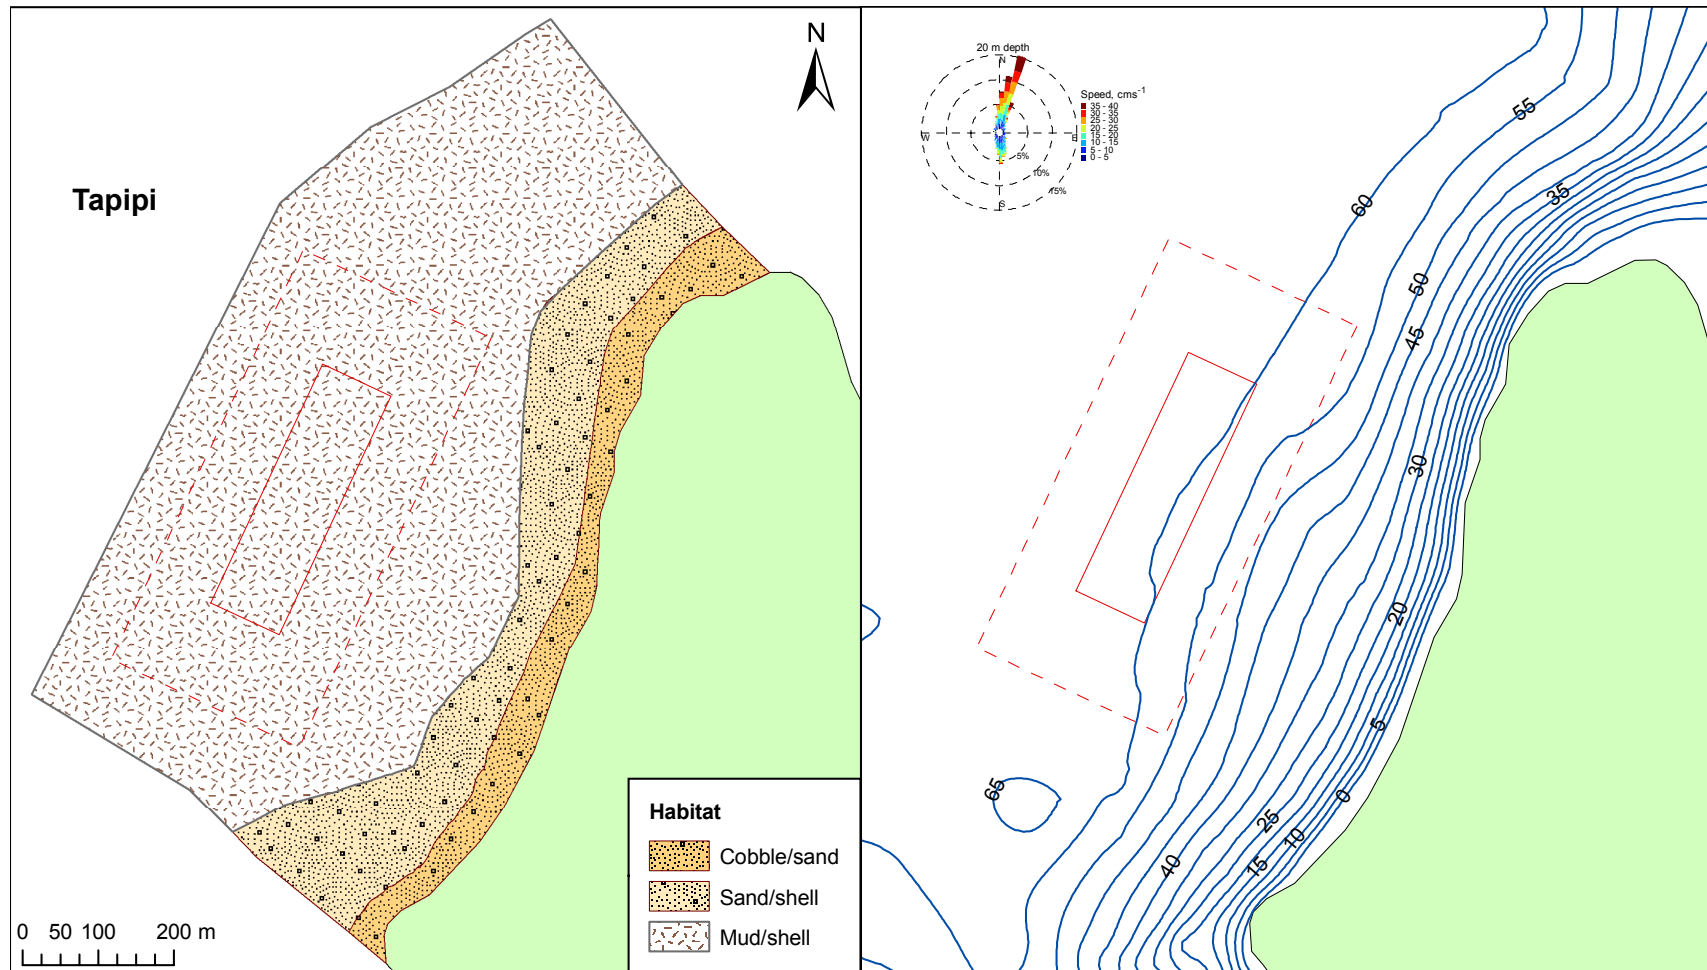 Tapipi
N
Habitat
Cobble/sand
Sand/shell
Mud/shell
0 50 100 200 m
20 m depth
N
W
E
S
5%
10%
15%
Speed, cms-1
35 - 40
30 - 35
25 - 30
20 - 25
15 - 20
10 - 15
5 - 10
0 - 5
55
60
35
50
45
30
20
5
65
0
25
10
15
40